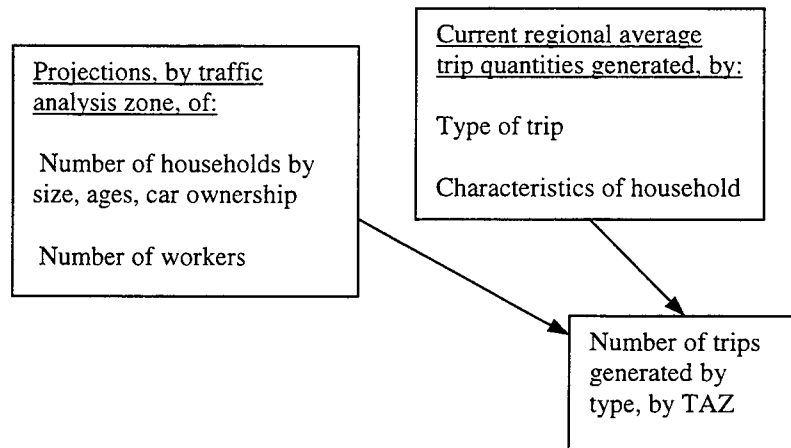 Projections, by traffic
analysis zone, of:
Number of households by
size, ages, car ownership
Number of workers
Current regional average
trip quantities generated, by:
Type of trip
Characteristics of household
Number of trips
generated by
type, by TAZ